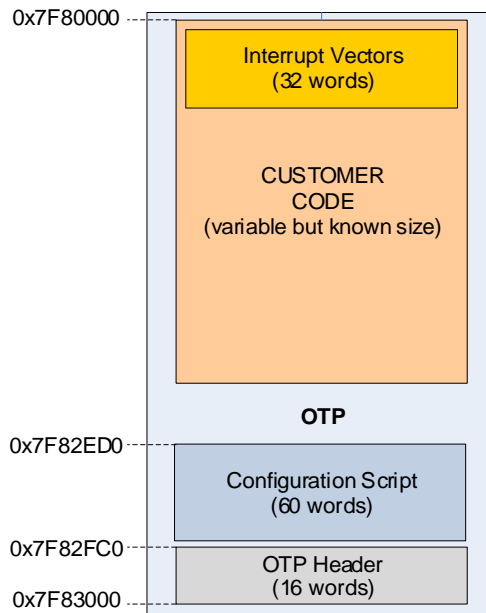 0x7F80000
Interrupt Vectors
(32 words)
CUSTOMER
CODE
(variable but known size)
OTP
0x7F82ED0
Configuration Script
(60 words)
0x7F82FC0
OTP Header
(16 words)
0x7F83000